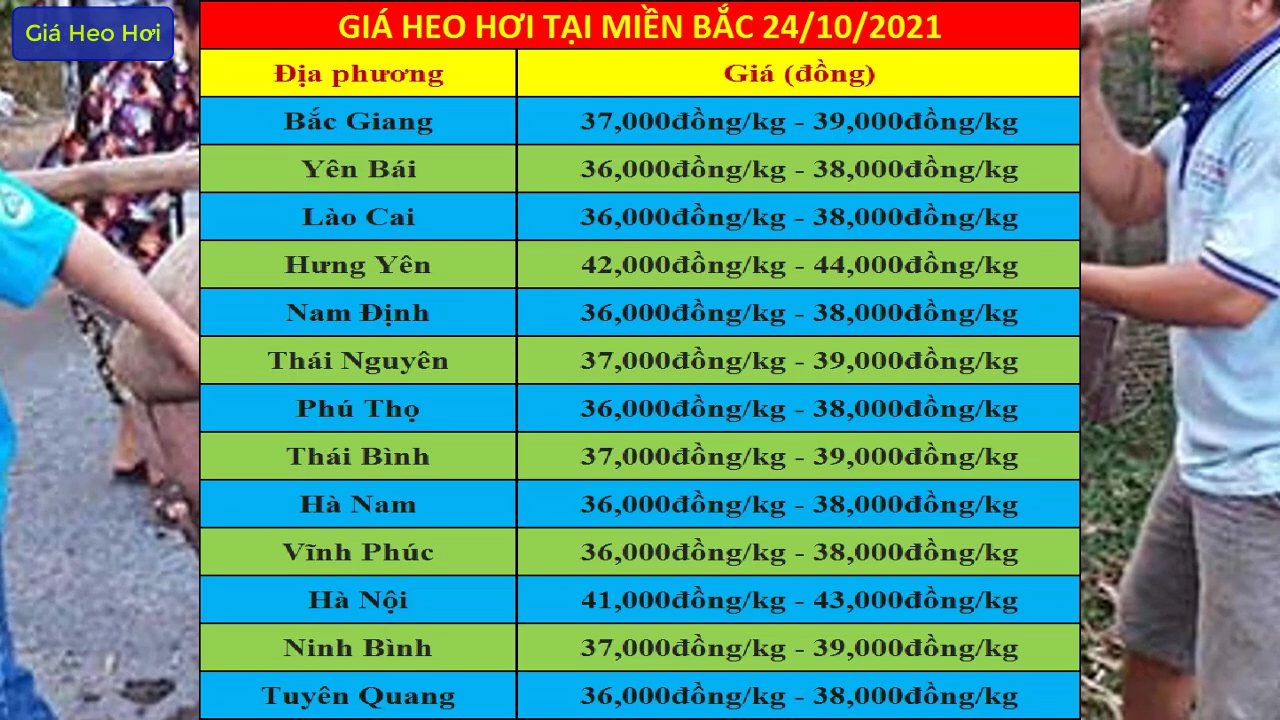 Giá Heo Hơi
GIÁ HEO HƠI TẠI MIỀN BẮC 24/10/2021
Địa phương Giá (đồng)
Bắc Giang 37,000đồng/kg - 39,000đồng/kg
Yên Bái 36,000đồng/kg - 38,000đồng/kg
Lào Cai 36,000đồng/kg - 38,000đồng/kg
Hưng Yên 42,000đồng/kg - 44,000đồng/kg
Nam Định 36,000đồng/kg - 38,000đồng/kg
Thái Nguyên 37,000đồng/kg - 39,000đồng/kg
Phú Thọ 36,000đồng/kg - 38,000đồng/kg
Thái Bình 37,000đồng/kg - 39,000đồng/kg
Hà Nam 36,000đồng/kg - 38,000đồng/kg
Vĩnh Phúc 36,000đồng/kg - 38,000đồng/kg
Hà Nội 41,000đồng/kg - 43,000đồng/kg
Ninh Bình 37,000đồng/kg - 39,000đồng/kg
Tuyên Quang 36,000đồng/kg - 38,000đồng/kg